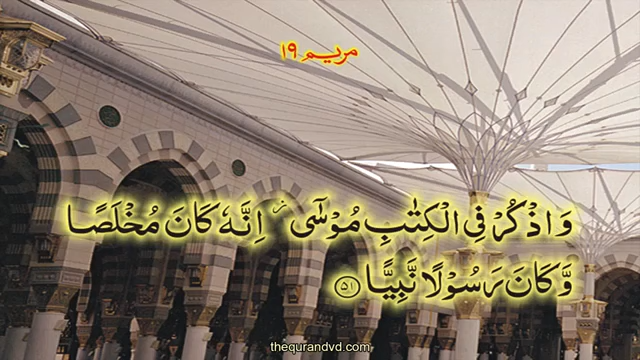 مريم ١٩
وَاذْكُرْ فِي الْكِتٰبِ مُوْسٰٓى ۡ اِنَّهٗ كَانَ مُخْلَصًا
وَّكَانَ رَسُوْلًا نَّبِيًّا ۝٥١
thequrandvd.com